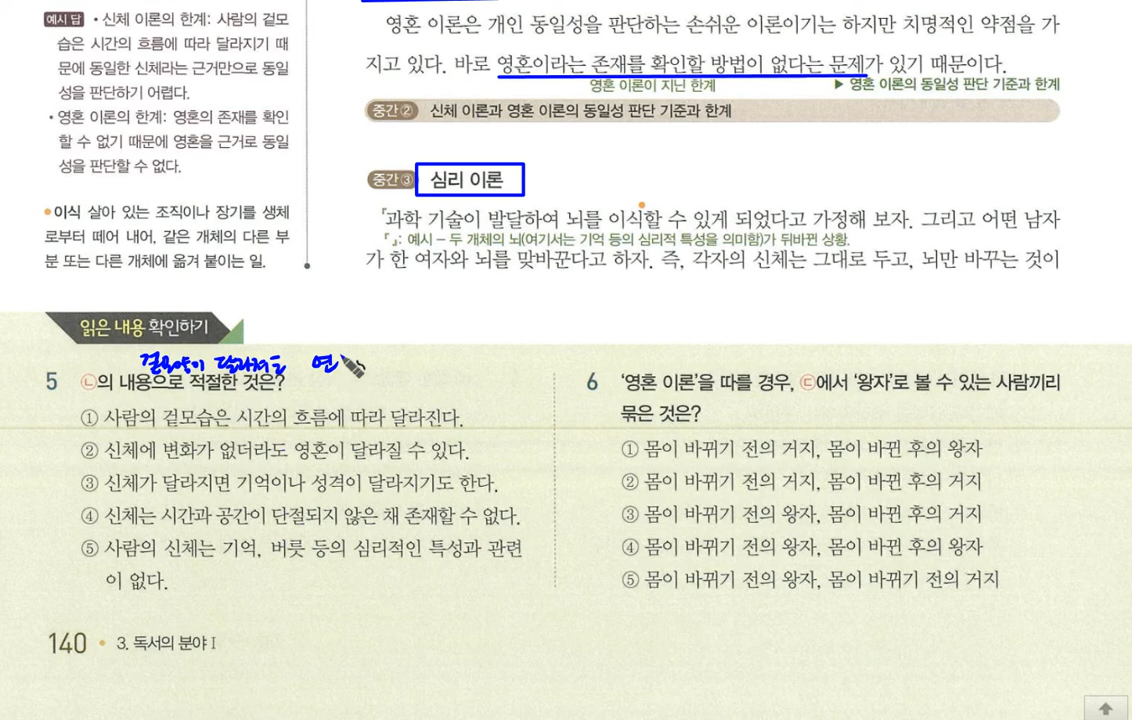 예시 답 • 신체 이론의 한계: 사람의 겉모
습은 시간의 흐름에 따라 달라지기 때
문에 동일한 신체라는 근거만으로 동일
성을 판단하기 어렵다.
• 영혼 이론의 한계: 영혼의 존재를 확인
할 수 없기 때문에 영혼을 근거로 동일
성을 판단할 수 없다.
• 이식 살아 있는 조직이나 장기를 생체
로부터 떼어 내어, 같은 개체의 다른 부
분 또는 다른 개체에 옮겨 붙이는 일.
영혼 이론은 개인 동일성을 판단하는 손쉬운 이론이기는 하지만 치명적인 약점을 가
지고 있다. 바로 영혼이라는 존재를 확인할 방법이 없다는 문제가 있기 때문이다.
영혼 이론이 지닌 한계
▶ 영혼 이론의 동일성 판단 기준과 한계
중간② 신체 이론과 영혼 이론의 동일성 판단 기준과 한계
중간③ 심리 이론
『과학 기술이 발달하여 뇌를 이식할 수 있게 되었다고 가정해 보자. 그리고 어떤 남자
『 』: 예시 - 두 개체의 뇌(여기서는 기억 등의 심리적 특성을 의미함)가 뒤바뀐 상황.
가 한 여자와 뇌를 맞바꾼다고 하자. 즉, 각자의 신체는 그대로 두고, 뇌만 바꾸는 것이
읽은 내용 확인하기
겉모양이 달라져도 연
5 ㉡의 내용으로 적절한 것은?
① 사람의 겉모습은 시간의 흐름에 따라 달라진다.
② 신체에 변화가 없더라도 영혼이 달라질 수 있다.
③ 신체가 달라지면 기억이나 성격이 달라지기도 한다.
④ 신체는 시간과 공간이 단절되지 않은 채 존재할 수 없다.
⑤ 사람의 신체는 기억, 버릇 등의 심리적인 특성과 관련
이 없다.
6 '영혼 이론'을 따를 경우, ㉢에서 '왕자'로 볼 수 있는 사람끼리
묶은 것은?
① 몸이 바뀌기 전의 거지, 몸이 바뀐 후의 왕자
② 몸이 바뀌기 전의 거지, 몸이 바뀐 후의 거지
③ 몸이 바뀌기 전의 왕자, 몸이 바뀐 후의 거지
④ 몸이 바뀌기 전의 왕자, 몸이 바뀐 후의 왕자
⑤ 몸이 바뀌기 전의 왕자, 몸이 바뀌기 전의 거지
140 • 3. 독서의 분야 Ⅰ